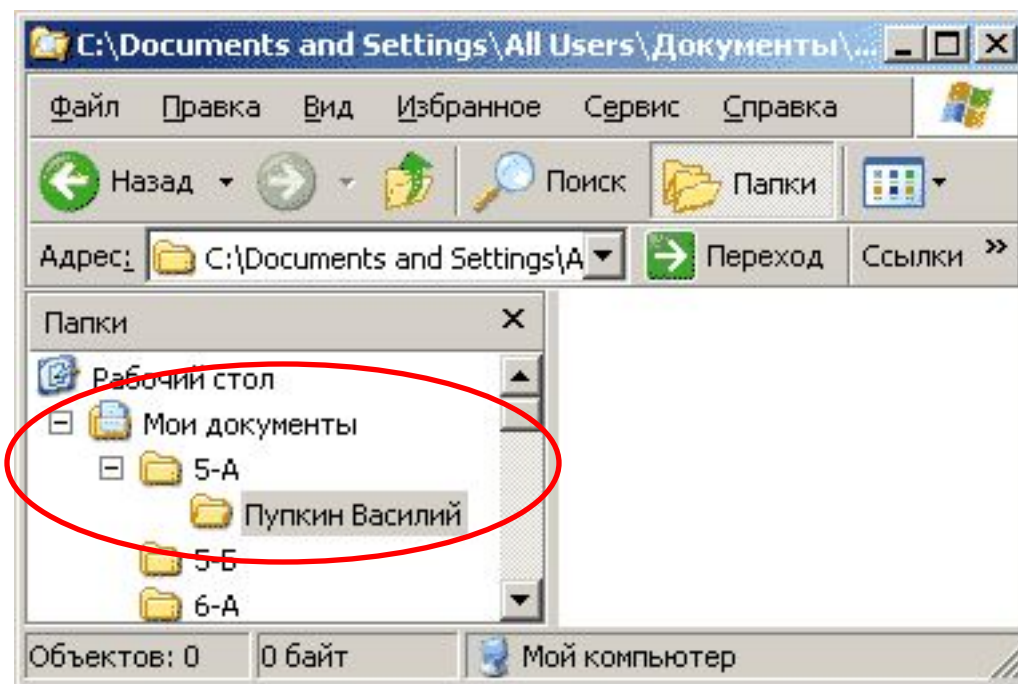 C:\Documents and Settings\All Users\Документы\...
Файл Правка Вид Избранное Сервис Справка
Назад Поиск Папки
Адрес: C:\Documents and Settings\A Переход Ссылки »
Папки
Рабочий стол
Мои документы
5-А
Пупкин Василий
5-Б
6-А
Объектов: 0 0 байт Мой компьютер